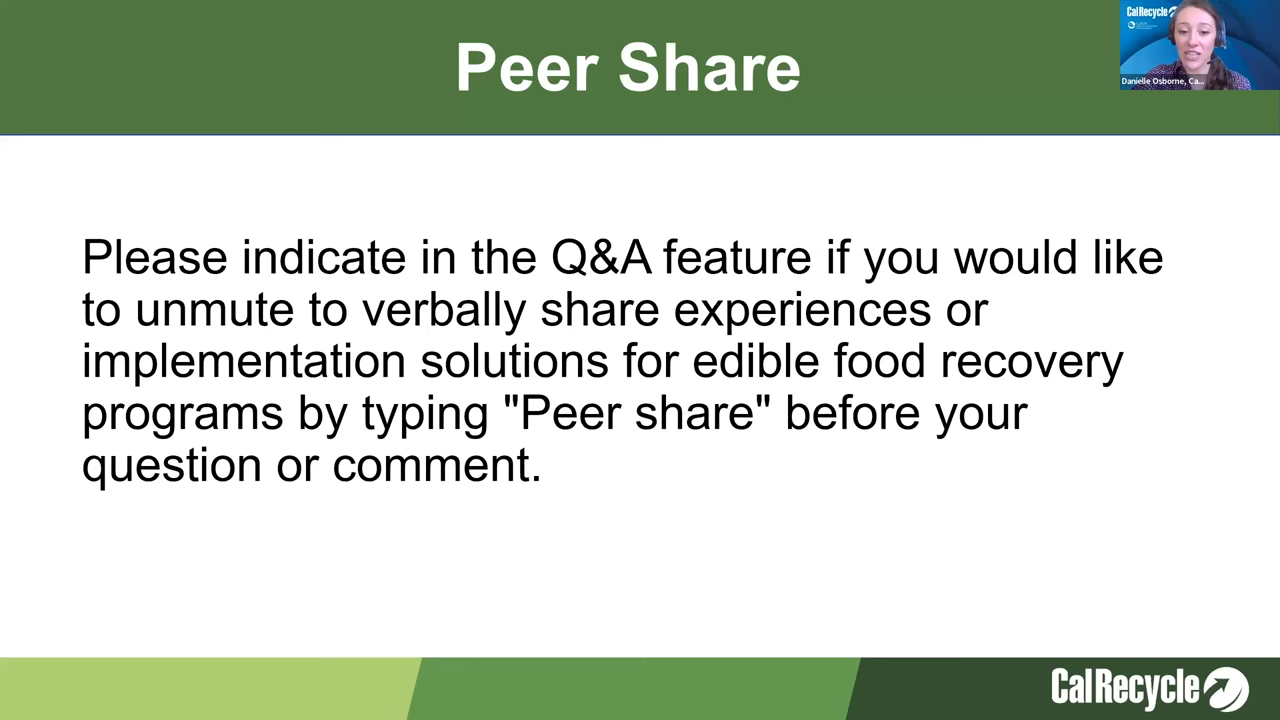 Peer Share
CalRecycle
Danielle Osborne, Ca...
Please indicate in the Q&A feature if you would like
to unmute to verbally share experiences or
implementation solutions for edible food recovery
programs by typing "Peer share" before your
question or comment.
CalRecycle